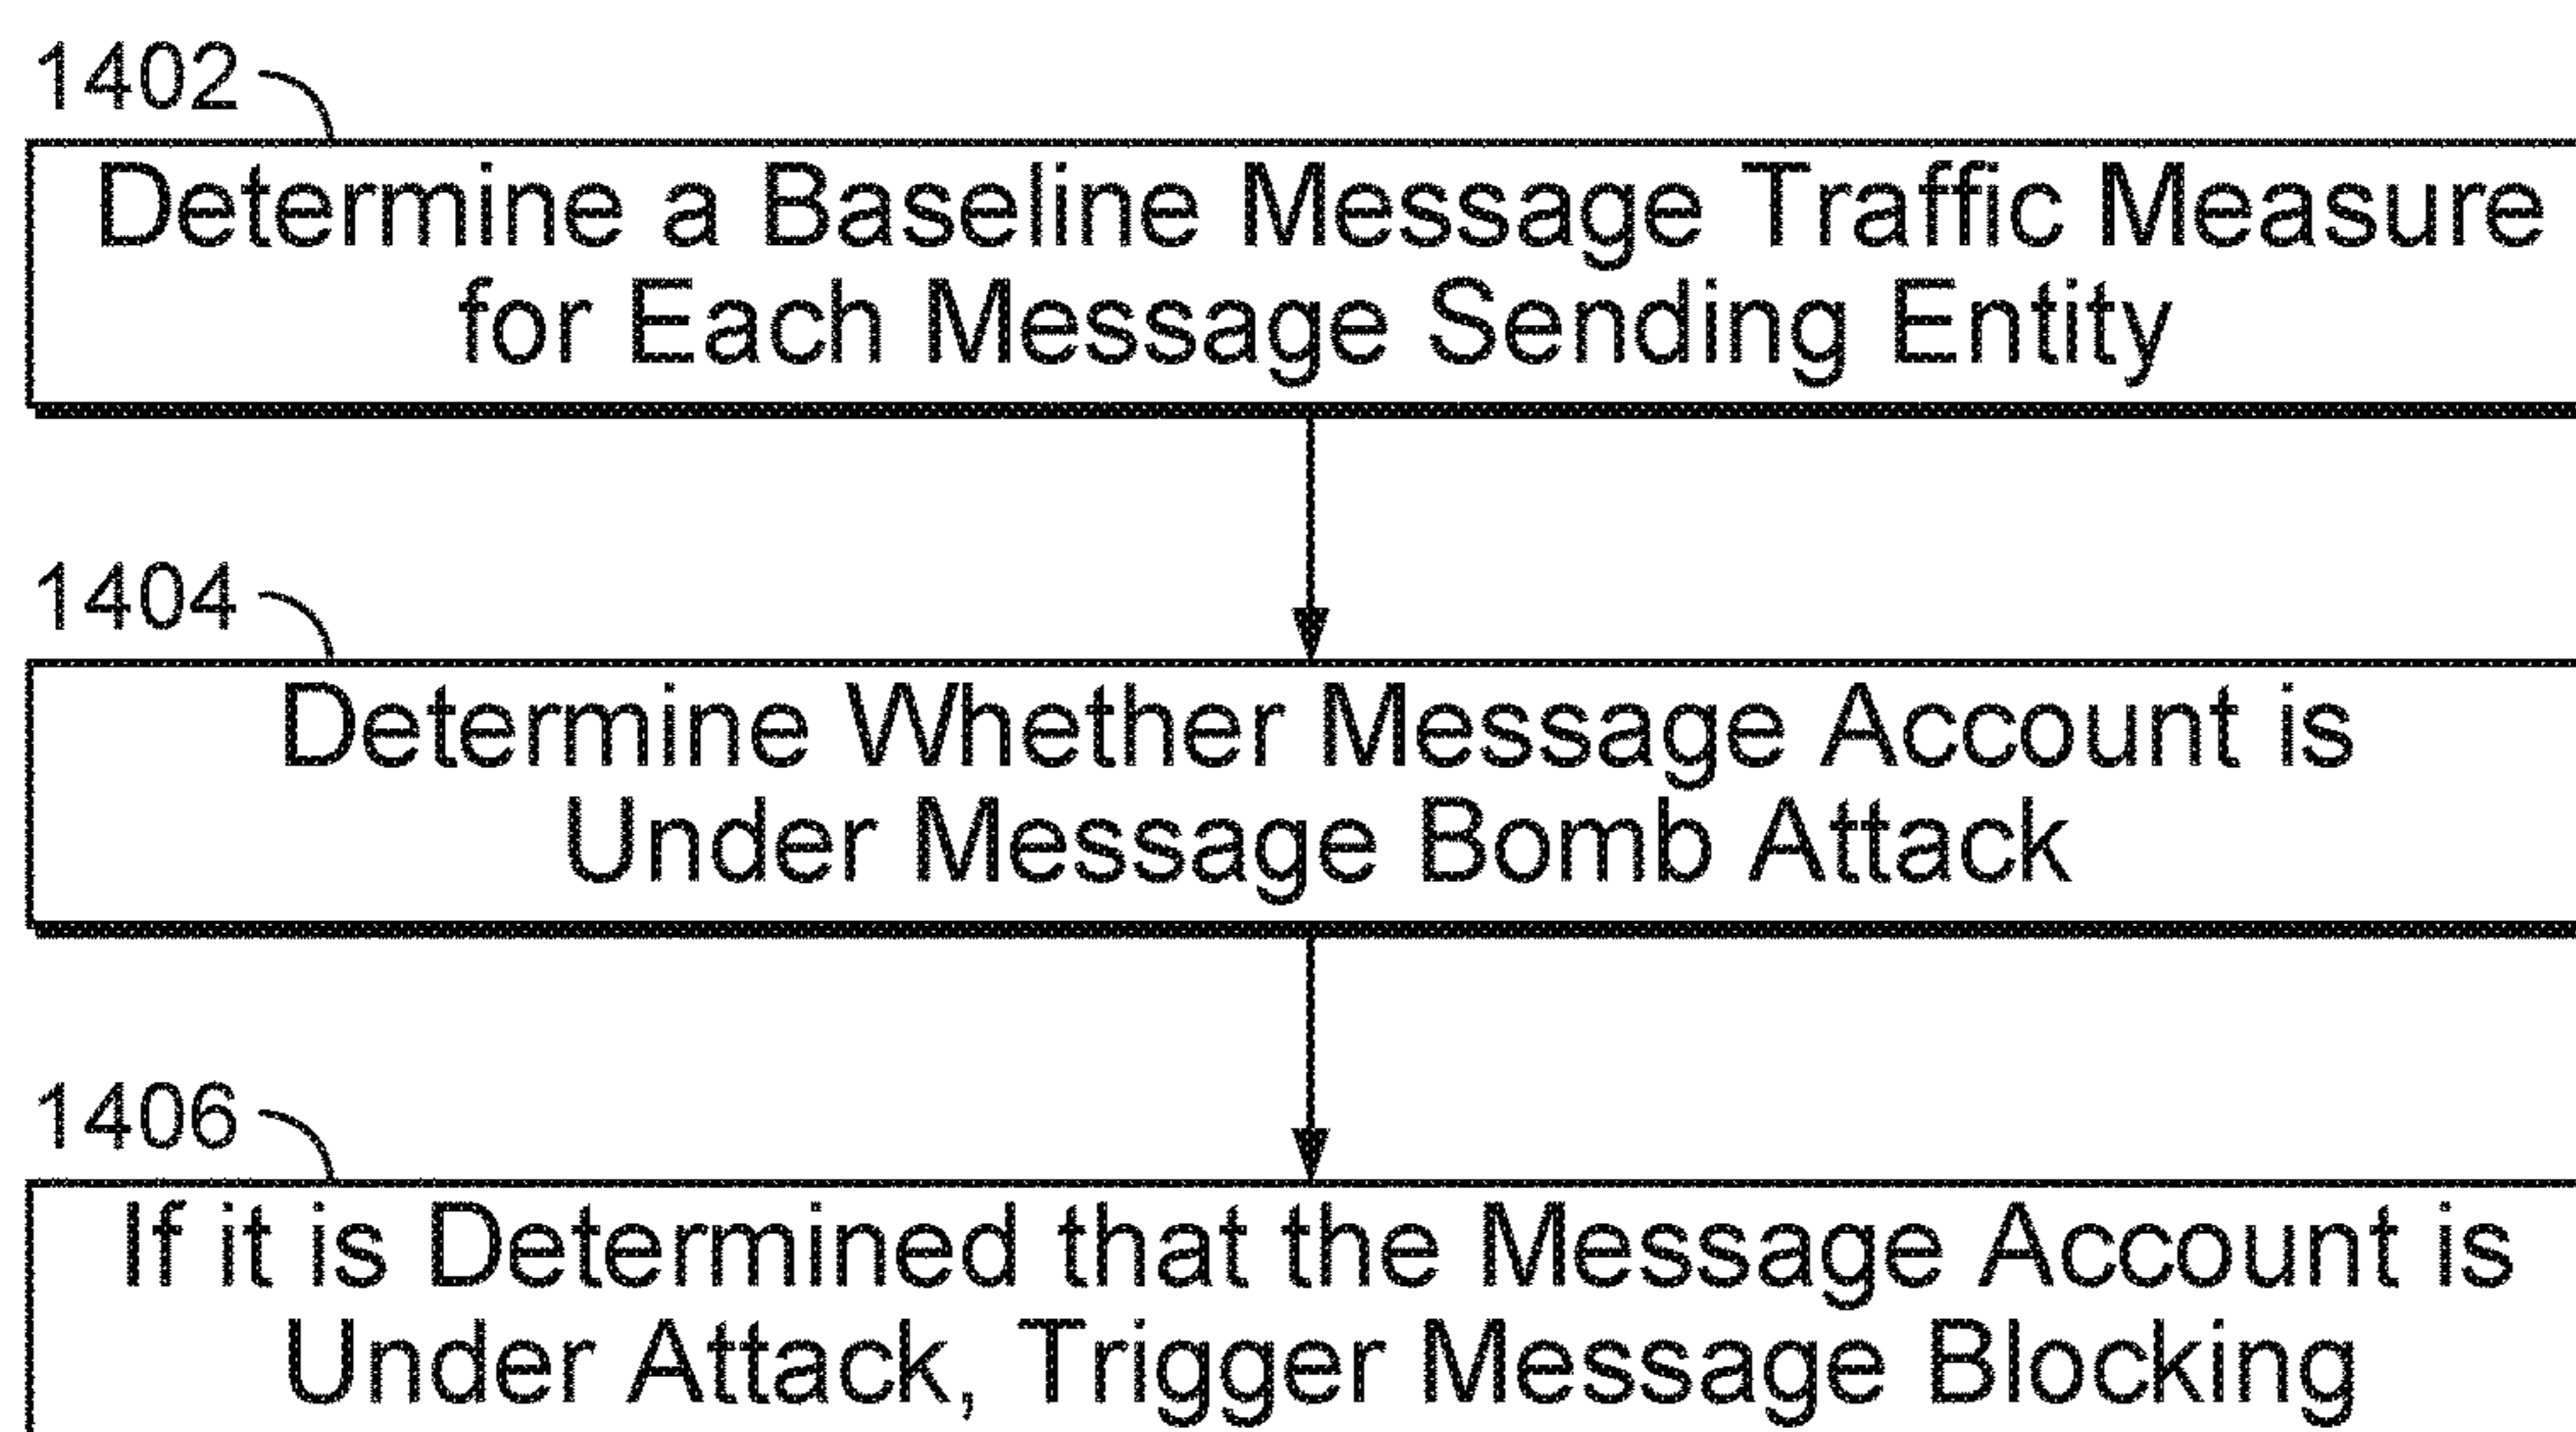 1402
Determine a Baseline Message Traffic Measure
for Each Message Sending Entity
1404
Determine Whether Message Account is
Under Message Bomb Attack
1406
If it is Determined that the Message Account is
Under Attack, Trigger Message Blocking